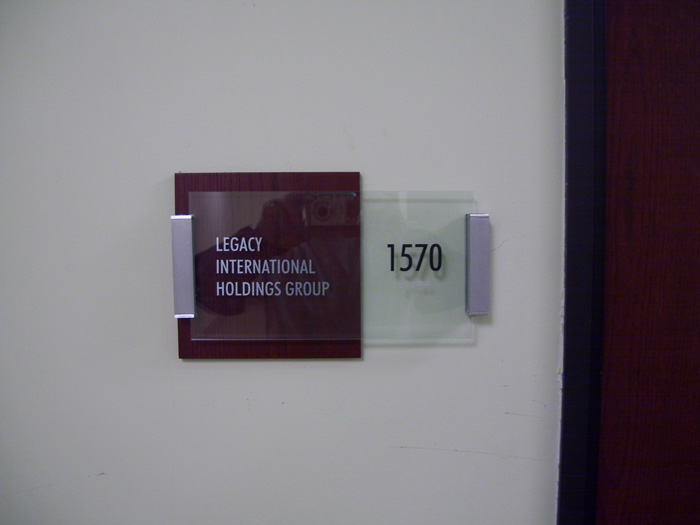 LEGACY
INTERNATIONAL
HOLDINGS GROUP
1570